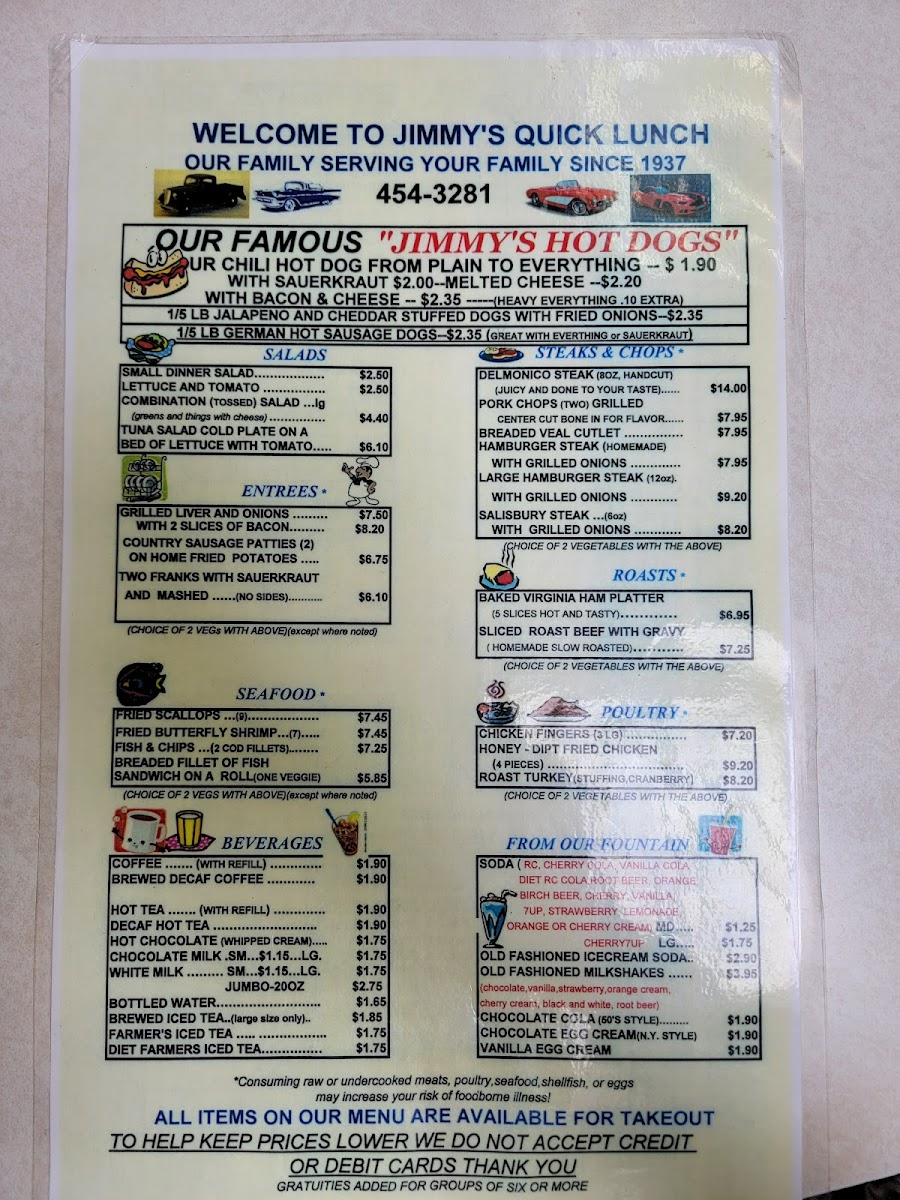 WELCOME TO JIMMY'S QUICK LUNCH
OUR FAMILY SERVING YOUR FAMILY SINCE 1937
454-3281
OUR FAMOUS "JIMMY'S HOT DOGS"
UR CHILI HOT DOG FROM PLAIN TO EVERYTHING -- $ 1.90
WITH SAUERKRAUT $2.00--MELTED CHEESE --$2.20
WITH BACON & CHEESE -- $2.35 -----(HEAVY EVERYTHING .10 EXTRA)
1/5 LB JALAPENO AND CHEDDAR STUFFED DOGS WITH FRIED ONIONS--$2.35
1/5 LB GERMAN HOT SAUSAGE DOGS--$2.35 (GREAT WITH EVERTHING or SAUERKRAUT)
SALADS
SMALL DINNER SALAD................... $2.50
LETTUCE AND TOMATO ................. $2.50
COMBINATION (TOSSED) SALAD ...lg
(greens and things with cheese) ............... $4.40
TUNA SALAD COLD PLATE ON A
BED OF LETTUCE WITH TOMATO..... $6.10
ENTREES *
GRILLED LIVER AND ONIONS ......... $7.50
WITH 2 SLICES OF BACON......... $8.20
COUNTRY SAUSAGE PATTIES (2)
ON HOME FRIED POTATOES ..... $6.75
TWO FRANKS WITH SAUERKRAUT
AND MASHED ......(NO SIDES)........... $6.10
(CHOICE OF 2 VEGs WITH ABOVE)(except where noted)
SEAFOOD *
FRIED SCALLOPS ...(9)................... $7.45
FRIED BUTTERFLY SHRIMP...(7)..... $7.45
FISH & CHIPS ...(2 COD FILLETS)........ $7.25
BREADED FILLET OF FISH
SANDWICH ON A ROLL(ONE VEGGIE) $5.85
(CHOICE OF 2 VEGS WITH ABOVE)(except where noted)
BEVERAGES
COFFEE ....... (WITH REFILL) .............. $1.90
BREWED DECAF COFFEE ............. $1.90
HOT TEA ....... (WITH REFILL) .............. $1.90
DECAF HOT TEA ........................... $1.90
HOT CHOCOLATE (WHIPPED CREAM)..... $1.75
CHOCOLATE MILK .SM...$1.15...LG. $1.75
WHITE MILK ......... SM...$1.15...LG. $1.75
JUMBO-20OZ $2.75
BOTTLED WATER........................... $1.65
BREWED ICED TEA..(large size only).. $1.85
FARMER'S ICED TEA ..... .................. $1.75
DIET FARMERS ICED TEA................ $1.75
STEAKS & CHOPS *
DELMONICO STEAK (8OZ, HANDCUT)
(JUICY AND DONE TO YOUR TASTE)...... $14.00
PORK CHOPS (TWO) GRILLED
CENTER CUT BONE IN FOR FLAVOR...... $7.95
BREADED VEAL CUTLET ............... $7.95
HAMBURGER STEAK (HOMEMADE)
WITH GRILLED ONIONS ............. $7.95
LARGE HAMBURGER STEAK (12oz).
WITH GRILLED ONIONS ............ $9.20
SALISBURY STEAK ...(6oz)
WITH GRILLED ONIONS ............ $8.20
(CHOICE OF 2 VEGETABLES WITH THE ABOVE)
ROASTS *
BAKED VIRGINIA HAM PLATTER
(5 SLICES HOT AND TASTY)............. $6.95
SLICED ROAST BEEF WITH GRAVY
( HOMEMADE SLOW ROASTED)........... $7.25
(CHOICE OF 2 VEGETABLES WITH THE ABOVE)
POULTRY *
CHICKEN FINGERS (3 LG) ................ $7.20
HONEY - DIPT FRIED CHICKEN
(4 PIECES) .................................... $9.20
ROAST TURKEY(STUFFING,CRANBERRY) $8.20
(CHOICE OF 2 VEGETABLES WITH THE ABOVE)
FROM OUR FOUNTAIN
SODA ( RC, CHERRY COLA, VANILLA COLA
DIET RC COLA,ROOT BEER, ORANGE,
BIRCH BEER, CHERRY, VANILLA,
7UP, STRAWBERRY, LEMONADE,
ORANGE OR CHERRY CREAM) MD..... $1.25
CHERRY7UP LG..... $1.75
OLD FASHIONED ICECREAM SODA.. $2.90
OLD FASHIONED MILKSHAKES ...... $3.95
(chocolate,vanilla,strawberry,orange cream,
cherry cream, black and white, root beer)
CHOCOLATE COLA (50'S STYLE)......... $1.90
CHOCOLATE EGG CREAM(N.Y. STYLE) $1.90
VANILLA EGG CREAM $1.90
*Consuming raw or undercooked meats, poultry,seafood,shellfish, or eggs
may increase your risk of foodborne illness!
ALL ITEMS ON OUR MENU ARE AVAILABLE FOR TAKEOUT
TO HELP KEEP PRICES LOWER WE DO NOT ACCEPT CREDIT
OR DEBIT CARDS THANK YOU
GRATUITIES ADDED FOR GROUPS OF SIX OR MORE